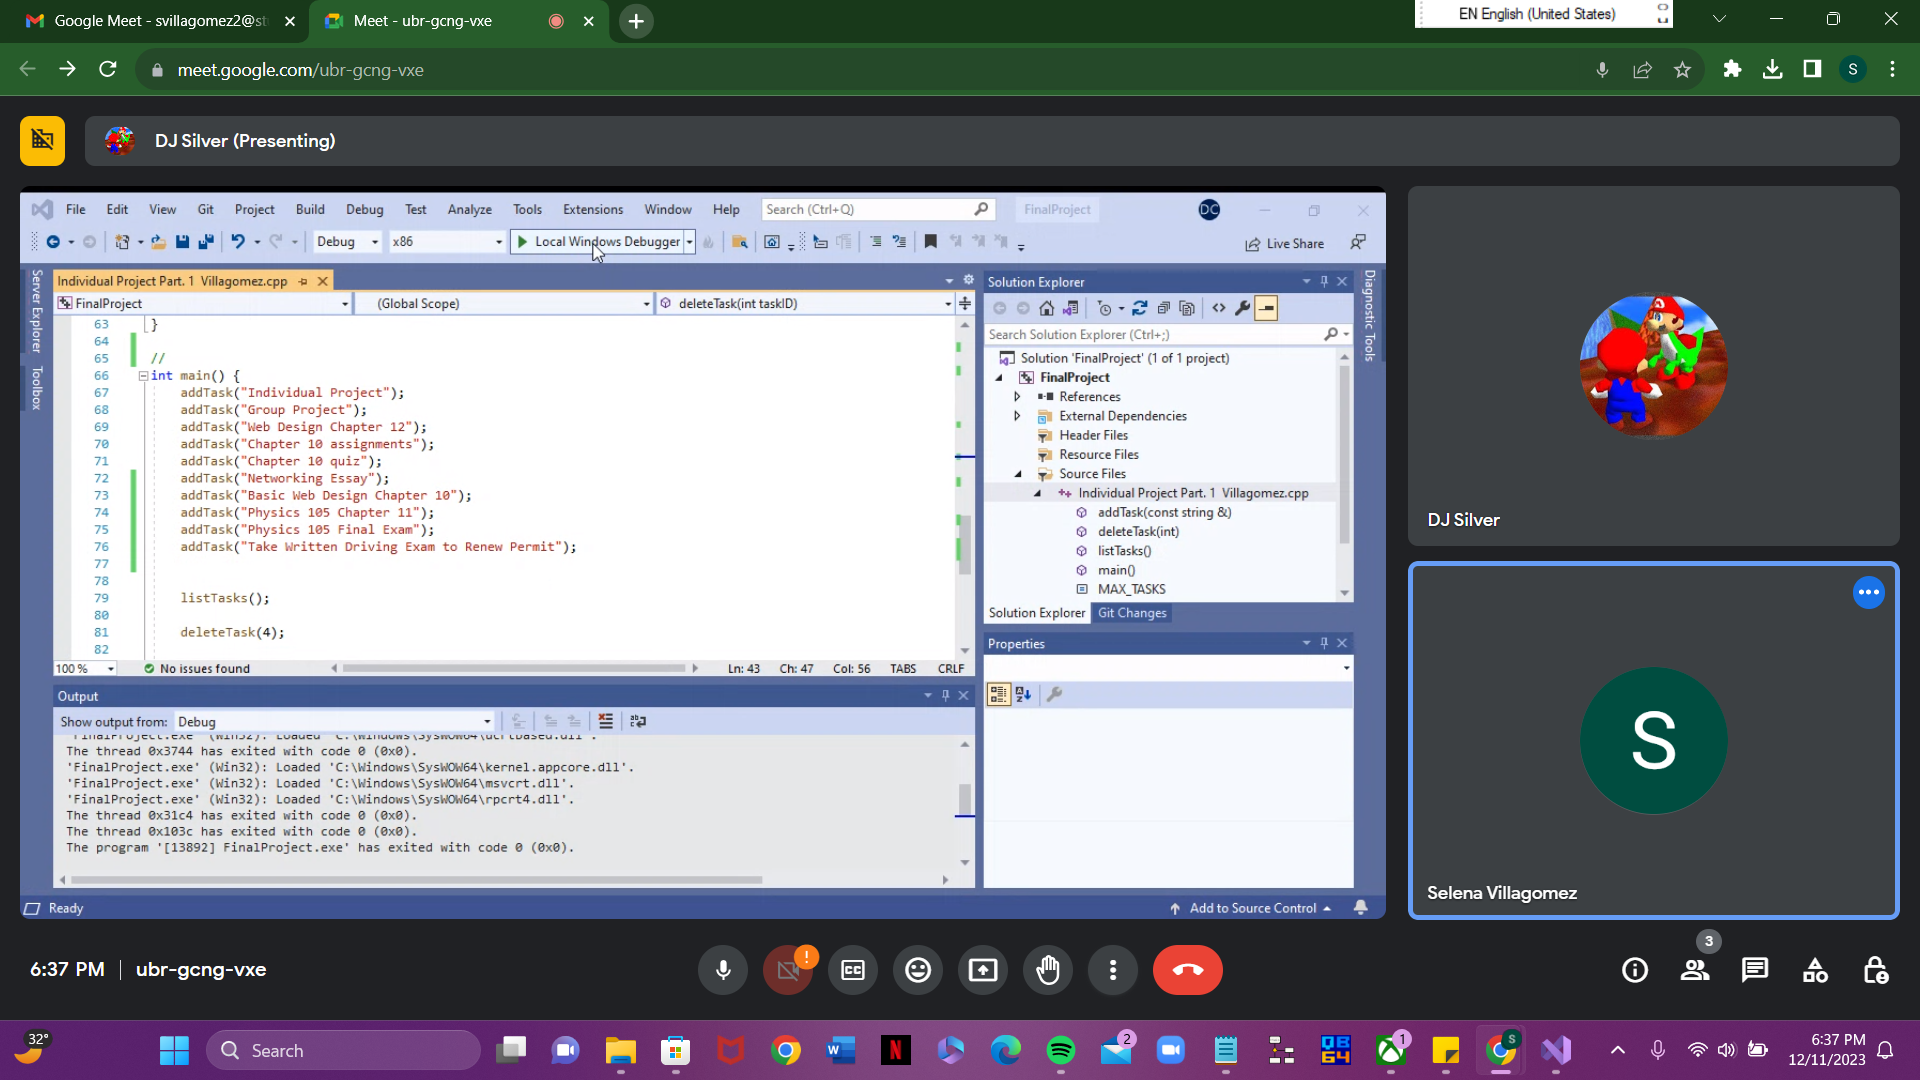 Google Meet - svillagomez2@st
Meet - ubr-gcng-vxe
EN English (United States)
meet.google.com/ubr-gcng-vxe
S
DJ Silver (Presenting)
File Edit View Git Project Build Debug Test Analyze Tools Extensions Window Help Search (Ctrl+Q) FinalProject DC
Debug x86 Local Windows Debugger Live Share
Server Explorer
Toolbox
Individual Project Part. 1 Villagomez.cpp
FinalProject (Global Scope) deleteTask(int taskID)
63 }
64
65 //
66 int main() {
67 addTask("Individual Project");
68 addTask("Group Project");
69 addTask("Web Design Chapter 12");
70 addTask("Chapter 10 assignments");
71 addTask("Chapter 10 quiz");
72 addTask("Networking Essay");
73 addTask("Basic Web Design Chapter 10");
74 addTask("Physics 105 Chapter 11");
75 addTask("Physics 105 Final Exam");
76 addTask("Take Written Driving Exam to Renew Permit");
77
78
79 listTasks();
80
81 deleteTask(4);
82
100 % No issues found Ln: 43 Ch: 47 Col: 56 TABS CRLF
Output
Show output from: Debug
'FinalProject.exe' (Win32): Loaded 'C:\Windows\SysWOW64\ucrtbased.dll'.
The thread 0x3744 has exited with code 0 (0x0).
'FinalProject.exe' (Win32): Loaded 'C:\Windows\SysWOW64\kernel.appcore.dll'.
'FinalProject.exe' (Win32): Loaded 'C:\Windows\SysWOW64\msvcrt.dll'.
'FinalProject.exe' (Win32): Loaded 'C:\Windows\SysWOW64\rpcrt4.dll'.
The thread 0x31c4 has exited with code 0 (0x0).
The thread 0x103c has exited with code 0 (0x0).
The program '[13892] FinalProject.exe' has exited with code 0 (0x0).
Ready
Add to Source Control
Solution Explorer
Search Solution Explorer (Ctrl+;)
Solution 'FinalProject' (1 of 1 project)
FinalProject
References
External Dependencies
Header Files
Resource Files
Source Files
Individual Project Part. 1 Villagomez.cpp
addTask(const string &)
deleteTask(int)
listTasks()
main()
MAX_TASKS
Solution Explorer Git Changes
Properties
Diagnostic Tools
DJ Silver
S
Selena Villagomez
6:37 PM ubr-gcng-vxe
!
CC
3
32°
Search
W
N
QB
64
2
1
S
6:37 PM
12/11/2023